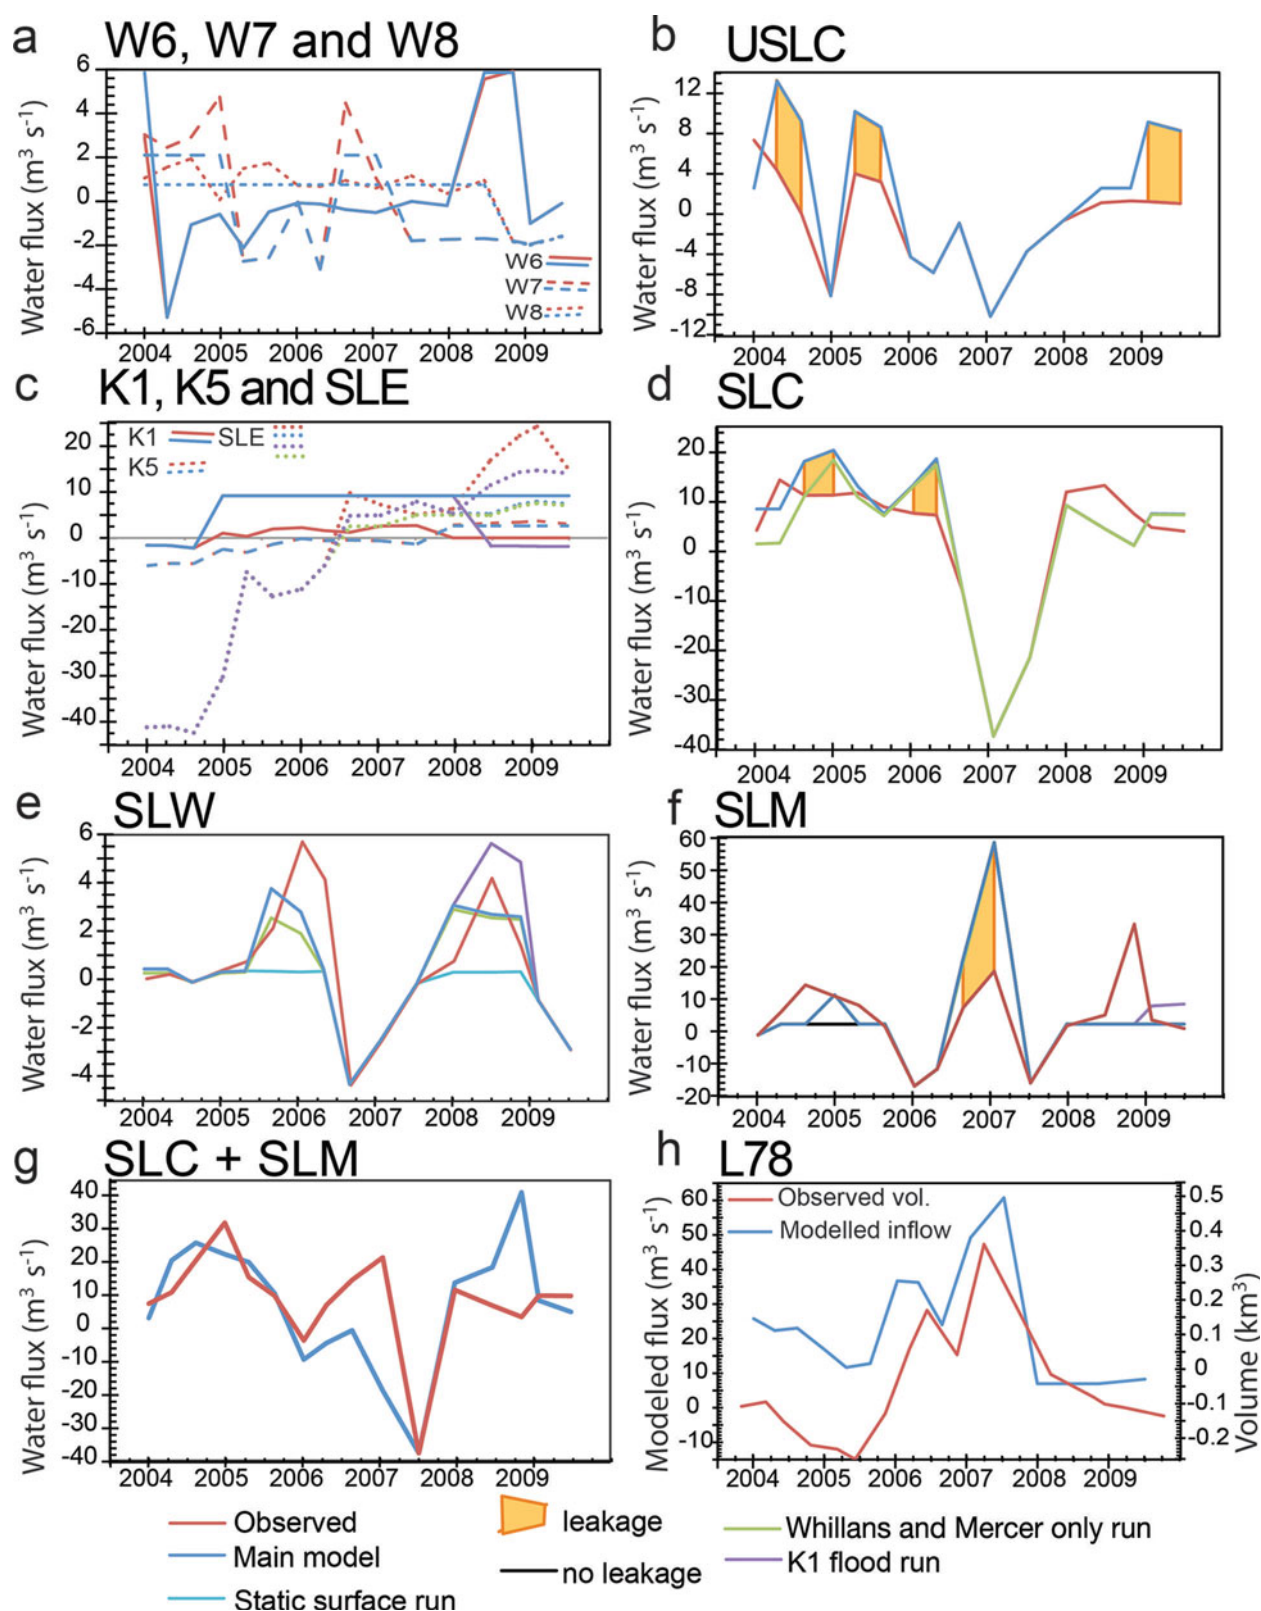 a W6, W7 and W8
Water flux (m³ s⁻¹)
6
4
2
0
-2
-4
-6
W6
W7
W8
2004 2005 2006 2007 2008 2009
b USLC
Water flux (m³ s⁻¹)
12
8
4
0
-4
-8
-12
2004 2005 2006 2007 2008 2009
c K1, K5 and SLE
Water flux (m³ s⁻¹)
K1 SLE
K5
20
10
0
-10
-20
-30
-40
2004 2005 2006 2007 2008 2009
d SLC
Water flux (m³ s⁻¹)
20
10
0
-10
-20
-30
-40
2004 2005 2006 2007 2008 2009
e SLW
Water flux (m³ s⁻¹)
6
4
2
0
-2
-4
2004 2005 2006 2007 2008 2009
f SLM
Water flux (m³ s⁻¹)
60
50
40
30
20
10
0
-10
-20
2004 2005 2006 2007 2008 2009
g SLC + SLM
Water flux (m³ s⁻¹)
40
30
20
10
0
-10
-20
-30
-40
2004 2005 2006 2007 2008 2009
h L78
Modeled flux (m³ s⁻¹)
Observed vol.
Modelled inflow
60
50
40
30
20
10
0
-10
0.5
0.4
0.3
0.2
0.1
0
-0.1
-0.2
Volume (km³)
2004 2005 2006 2007 2008 2009
Observed
Main model
Static surface run
leakage
no leakage
Whillans and Mercer only run
K1 flood run